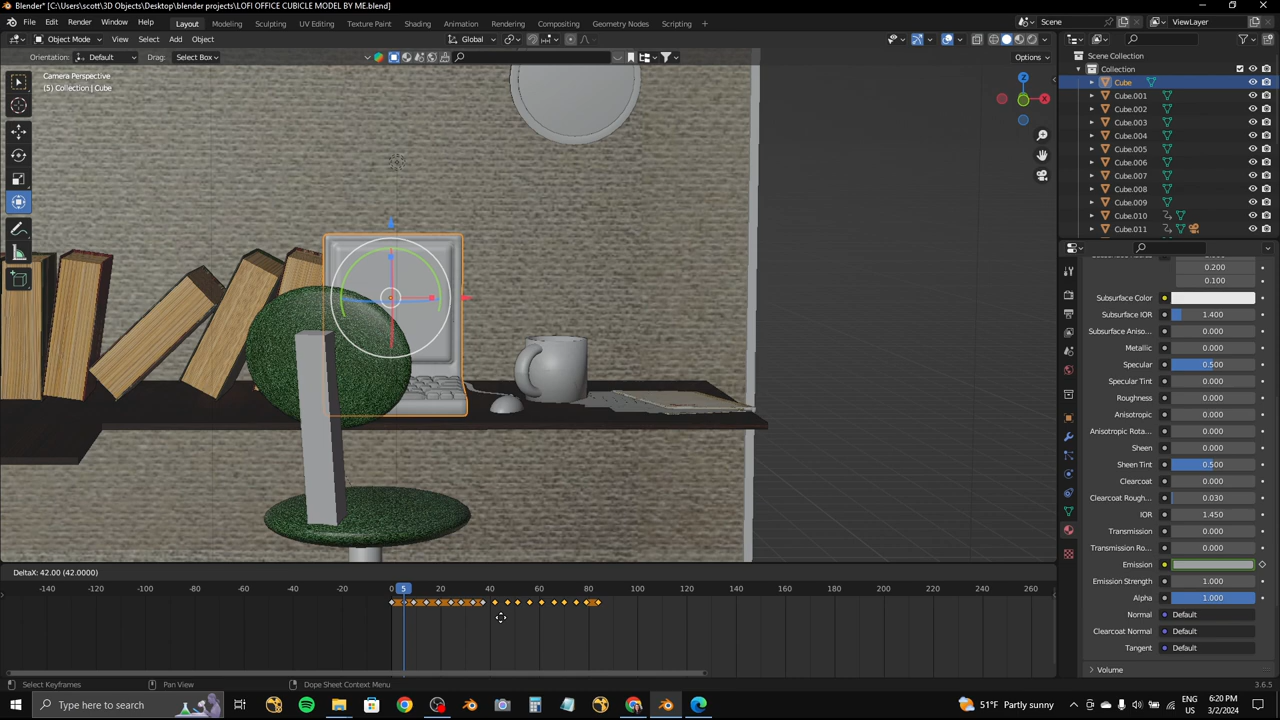 Blender* [C:\Users\scott\3D Objects\Desktop\blender projects\LOFI OFFICE CUBICLE MODEL BY ME.blend]
File Edit Render Window Help Layout Modeling Sculpting UV Editing Texture Paint Shading Animation Rendering Compositing Geometry Nodes Scripting + Scene ViewLayer
Object Mode View Select Add Object Global
Orientation: Default Drag: Select Box Options
Camera Perspective
(5) Collection | Cube
Z
X
Scene Collection
Collection
Cube
Cube.001
Cube.002
Cube.003
Cube.004
Cube.005
Cube.006
Cube.007
Cube.008
Cube.009
Cube.010
Cube.011
0.200
0.100
Subsurface Color
Subsurface IOR 1.400
Subsurface Aniso... 0.000
Metallic 0.000
Specular 0.500
Specular Tint 0.000
Roughness 0.000
Anisotropic 0.000
Anisotropic Rota... 0.000
Sheen 0.000
Sheen Tint 0.500
Clearcoat 0.000
Clearcoat Rough... 0.030
IOR 1.450
Transmission 0.000
Transmission Ro... 0.000
Emission
Emission Strength 1.000
Alpha 1.000
Normal Default
Clearcoat Normal Default
Tangent Default
Volume
DeltaX: 42.00 (42.0000)
-140 -120 -100 -80 -60 -40 -20 0 5 20 40 60 80 100 120 140 160 180 200 220 240 260
Select Keyframes Pan View Dope Sheet Context Menu 3.6.5
Type here to search 51°F Partly sunny ENG US 6:20 PM 3/2/2024